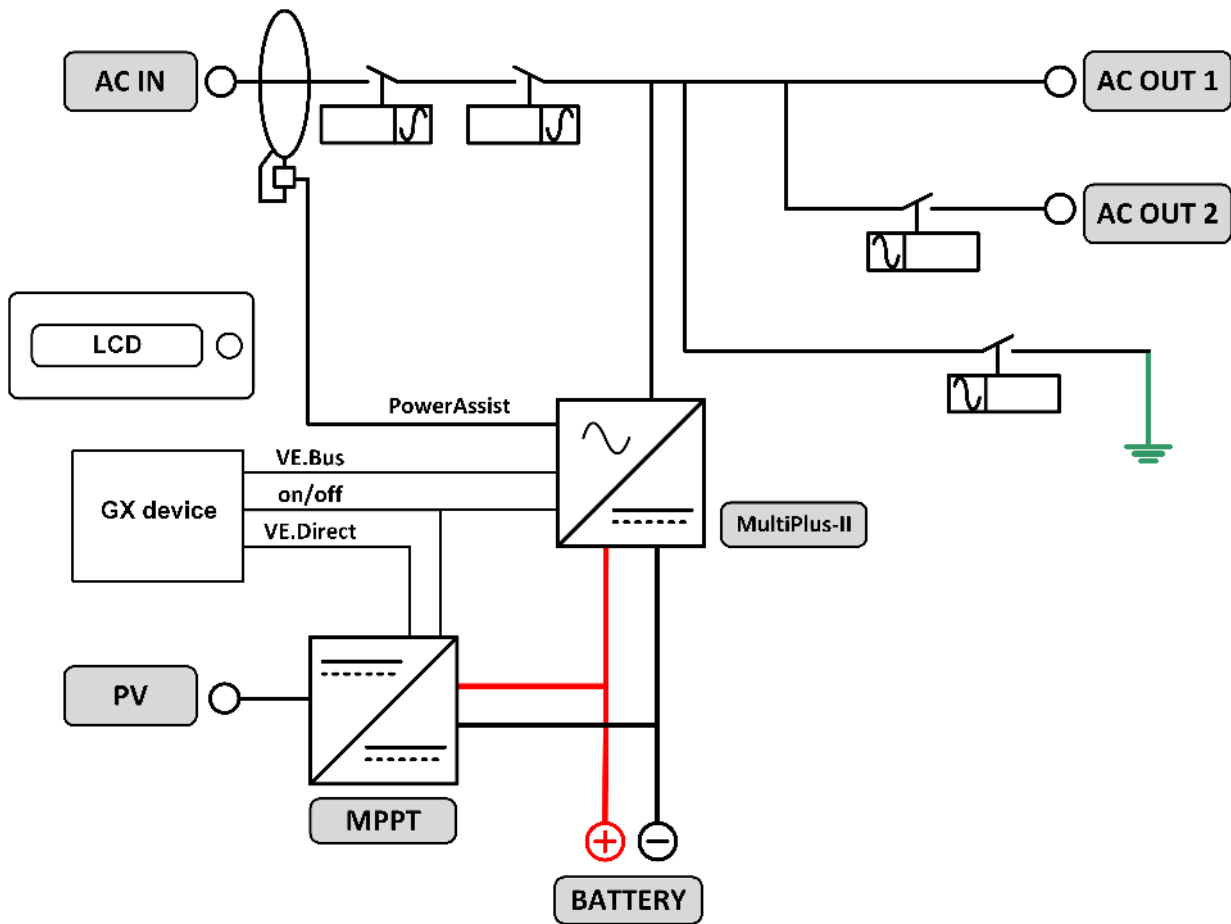 AC IN
AC OUT 1
AC OUT 2
LCD
PowerAssist
VE.Bus
GX device
on/off
VE.Direct
MultiPlus-II
PV
MPPT
BATTERY